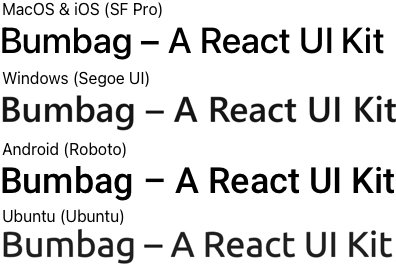 MacOS & iOS (SF Pro)
Bumbag – A React UI Kit
Windows (Segoe UI)
Bumbag – A React UI Kit
Android (Roboto)
Bumbag – A React UI Kit
Ubuntu (Ubuntu)
Bumbag – A React UI Kit